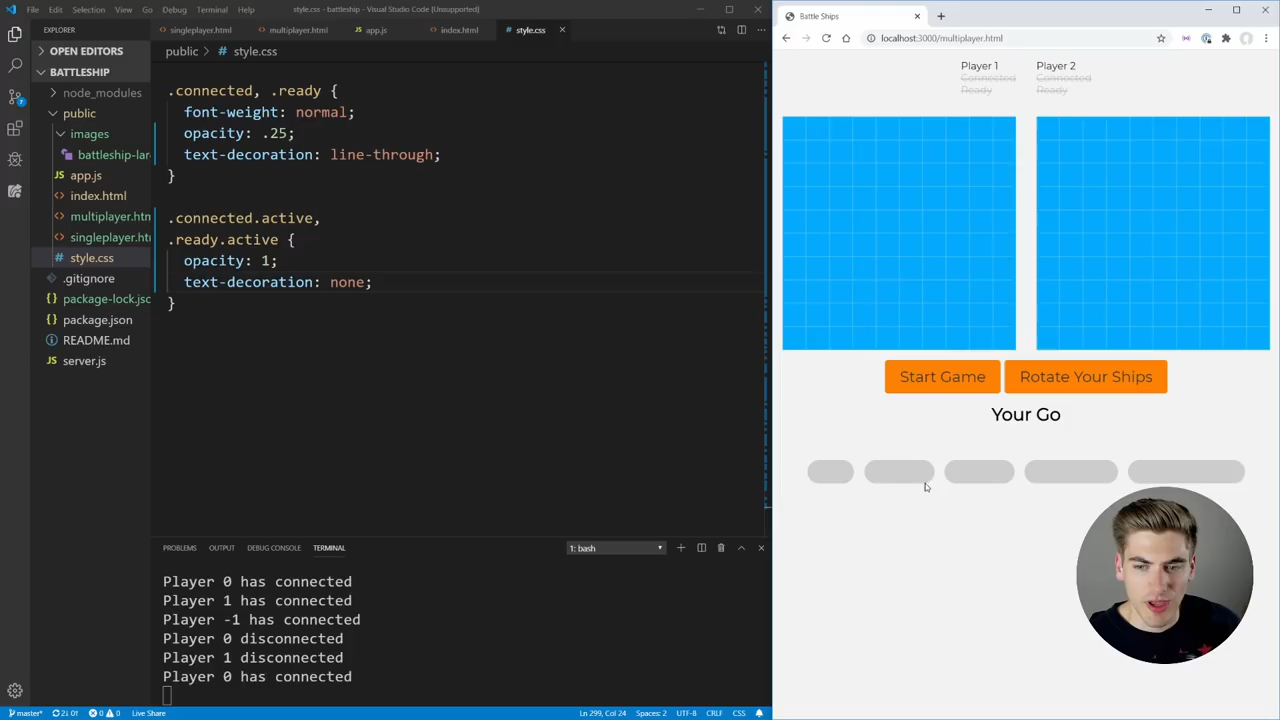 File Edit Selection View Go Debug Terminal Help
style.css - battleship - Visual Studio Code [Unsupported]
EXPLORER
OPEN EDITORS
BATTLESHIP
node_modules
public
images
battleship-lar
app.js
index.html
multiplayer.htm
singleplayer.htm
style.css
.gitignore
package-lock.jsc
package.json
README.md
server.js
singleplayer.html
multiplayer.html
app.js
index.html
style.css
public > style.css
.connected, .ready {
font-weight: normal;
opacity: .25;
text-decoration: line-through;
}
.connected.active,
.ready.active {
opacity: 1;
text-decoration: none;
}
PROBLEMS OUTPUT DEBUG CONSOLE TERMINAL
1: bash
Player 0 has connected
Player 1 has connected
Player -1 has connected
Player 0 disconnected
Player 1 disconnected
Player 0 has connected
master* 2↓ 0↑ 0 0 Live Share
Ln 299, Col 24 Spaces: 2 UTF-8 CRLF CSS
Battle Ships
localhost:3000/multiplayer.html
Player 1 Player 2
Connected Connected
Ready Ready
Start Game Rotate Your Ships
Your Go